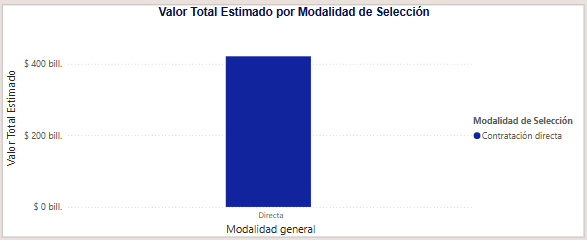 Valor Total Estimado por Modalidad de Selección
Valor Total Estimado
$ 400 bill.
$ 200 bill.
$ 0 bill.
Directa
Modalidad general
Modalidad de Selección
Contratación directa